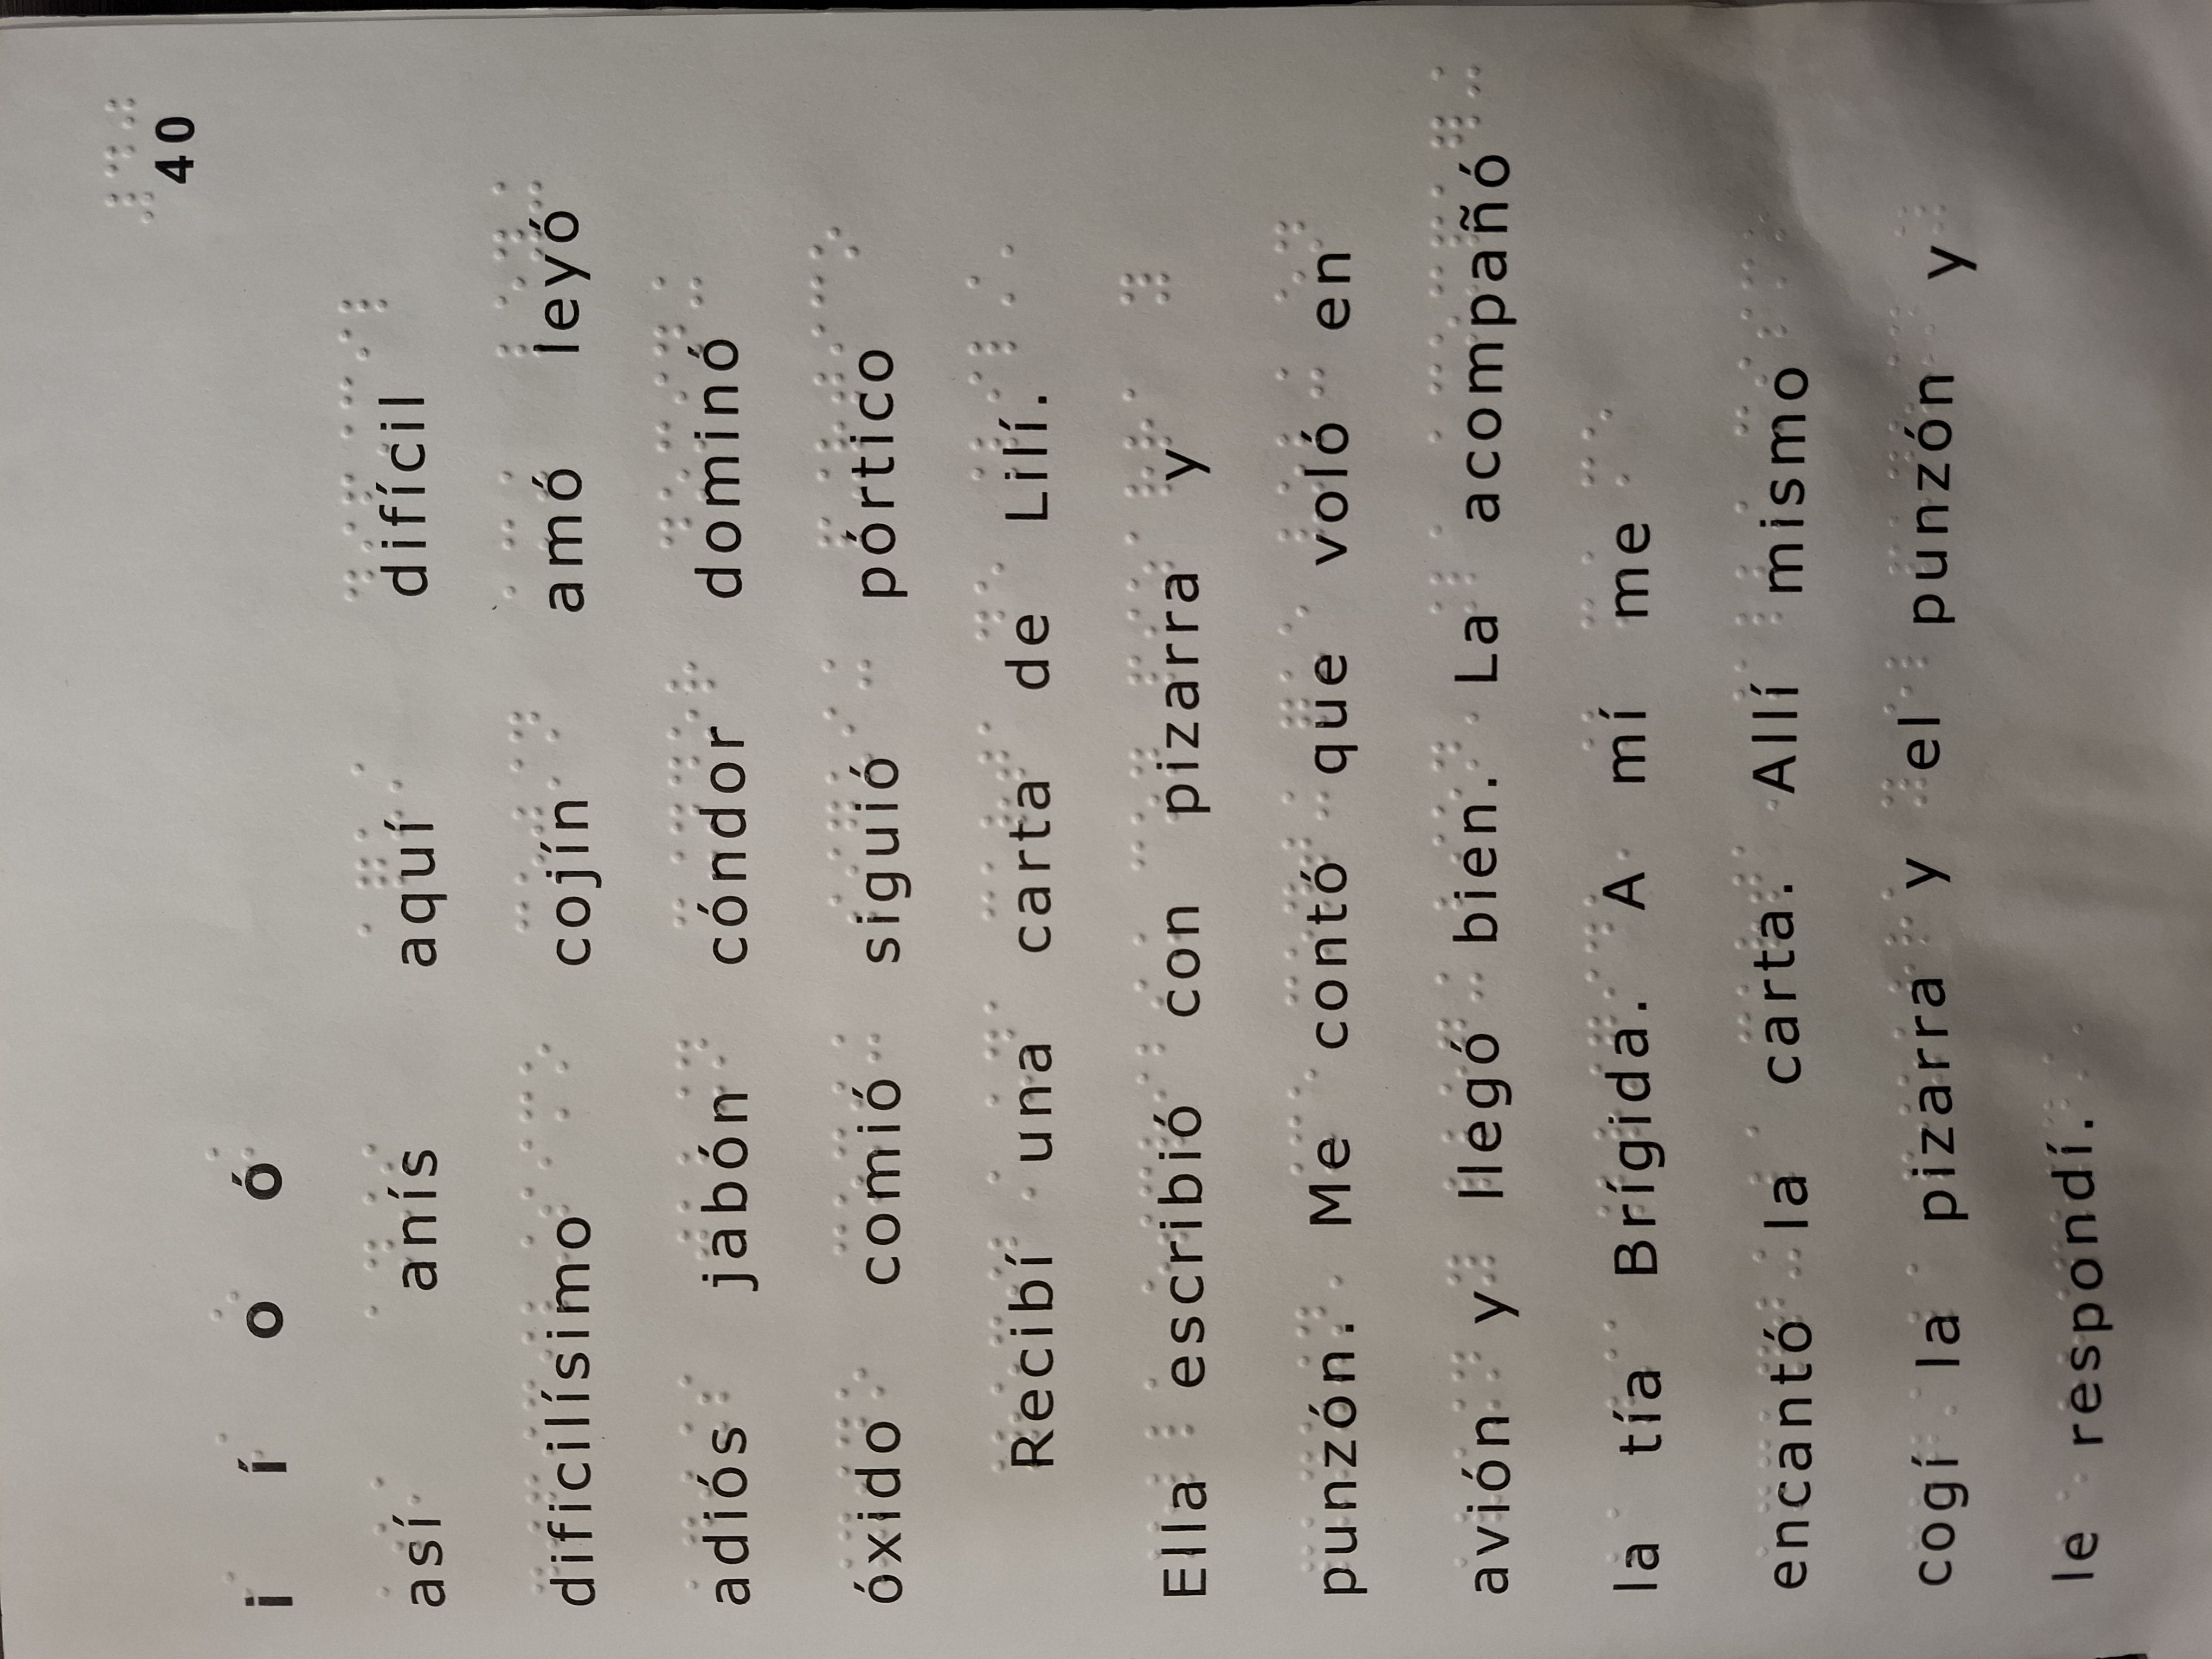 40
i í o ó
así anís aquí difícil
dificilísimo cojín amó leyó
adiós jabón cóndor dominó
óxido comió siguió pórtico
Recibí una carta de Lilí.
Ella escribió con pizarra y
punzón. Me contó que voló en
avión y llegó bien. La acompañó
la tía Brígida. A mí me
encantó la carta. Allí mismo
cogí la pizarra y el punzón y
le respondí.